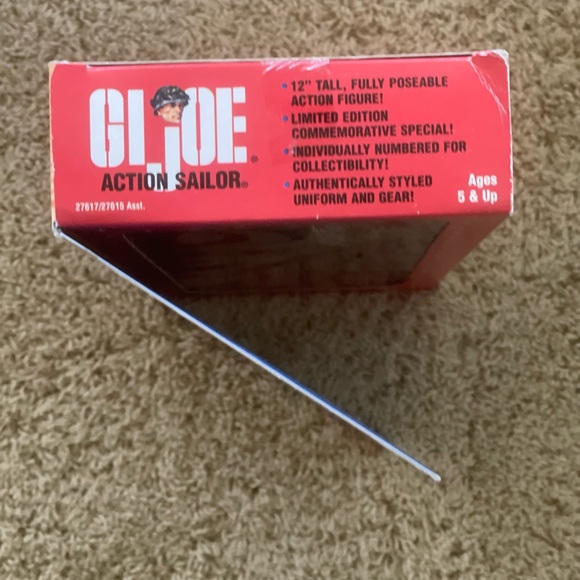 GI JOE®
ACTION SAILOR®
27617/27615 Asst.
• 12" TALL, FULLY POSEABLE
ACTION FIGURE!
• LIMITED EDITION
COMMEMORATIVE SPECIAL!
• INDIVIDUALLY NUMBERED FOR
COLLECTIBILITY!
• AUTHENTICALLY STYLED
UNIFORM AND GEAR!
Ages
5 & Up